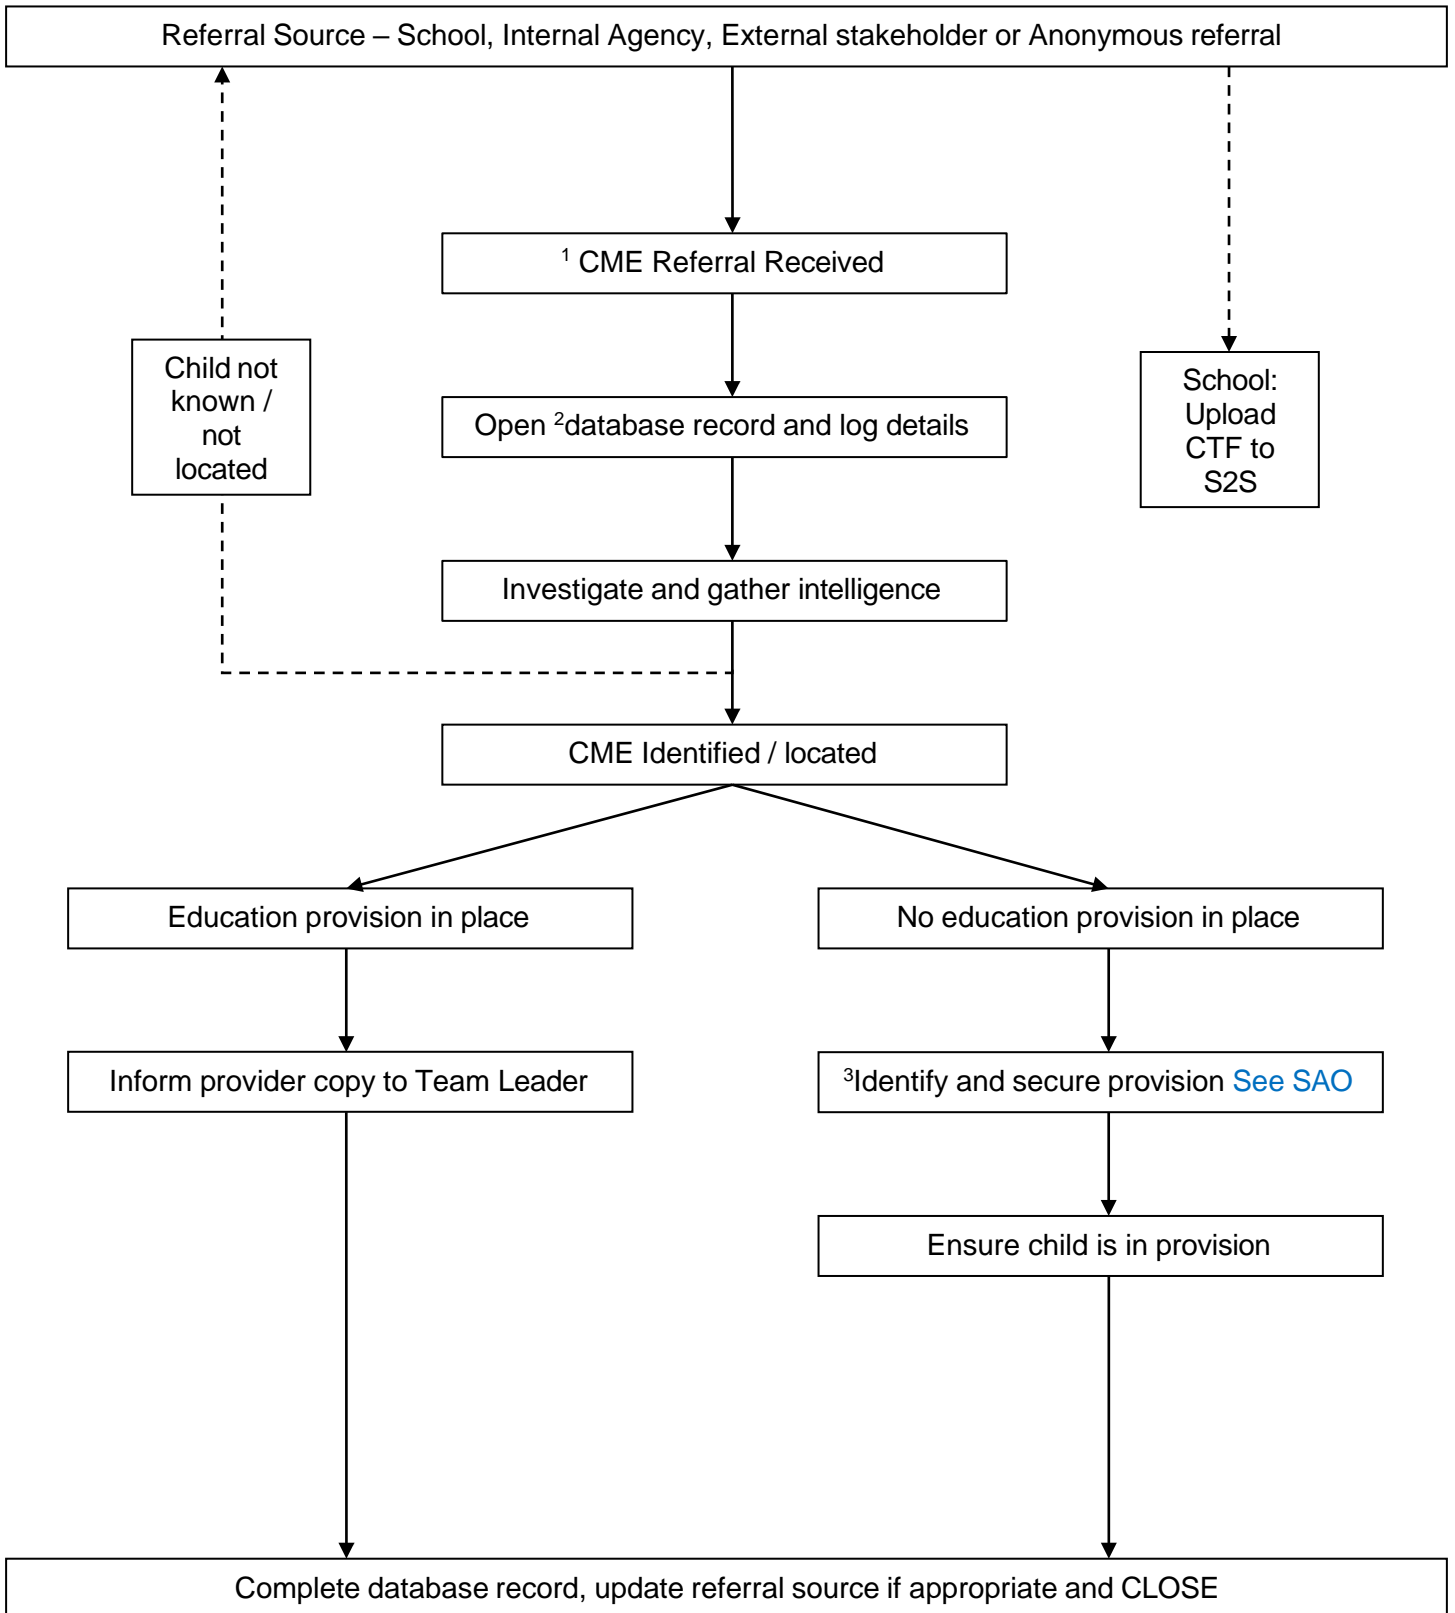 Referral Source – School, Internal Agency, External stakeholder or Anonymous referral
¹ CME Referral Received
Child not
known /
not
located
School:
Upload
CTF to
S2S
Open ²database record and log details
Investigate and gather intelligence
CME Identified / located
Education provision in place
No education provision in place
Inform provider copy to Team Leader
³Identify and secure provision See SAO
Ensure child is in provision
Complete database record, update referral source if appropriate and CLOSE